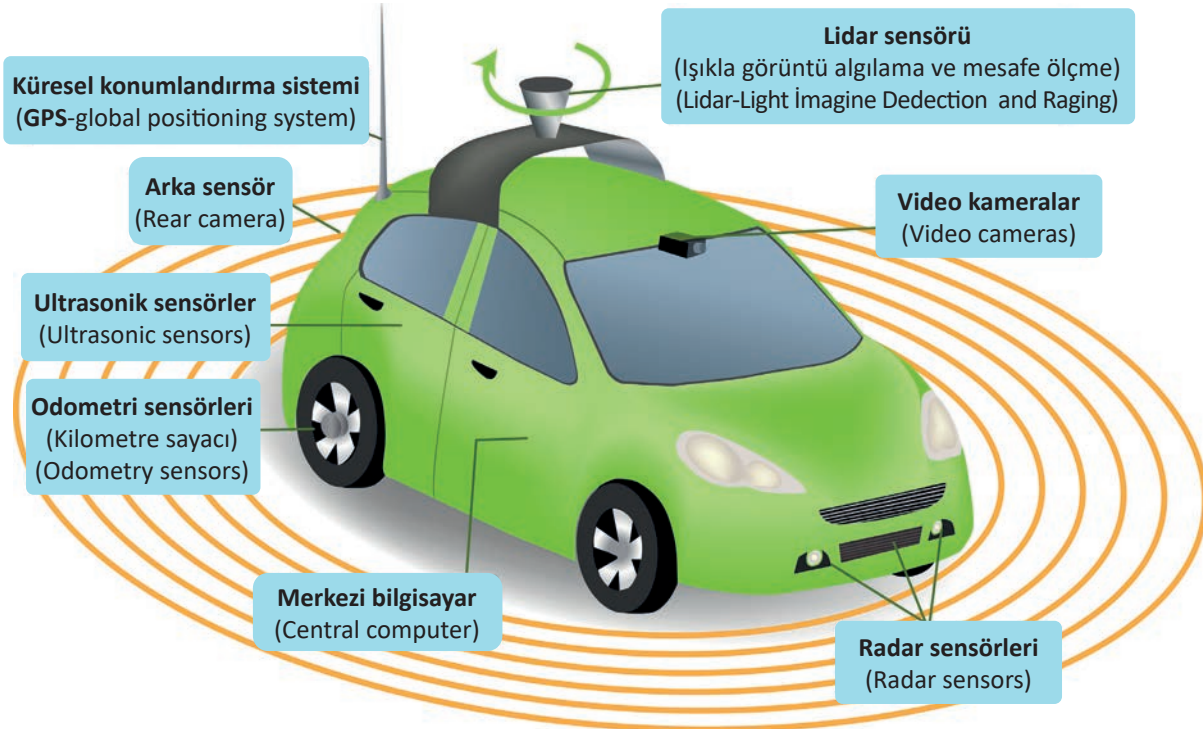 Küresel konumlandırma sistemi
(GPS-global positioning system)
Lidar sensörü
(Işıkla görüntü algılama ve mesafe ölçme)
(Lidar-Light İmagine Dedection and Raging)
Arka sensör
(Rear camera)
Video kameralar
(Video cameras)
Ultrasonik sensörler
(Ultrasonic sensors)
Odometri sensörleri
(Kilometre sayacı)
(Odometry sensors)
Merkezi bilgisayar
(Central computer)
Radar sensörleri
(Radar sensors)